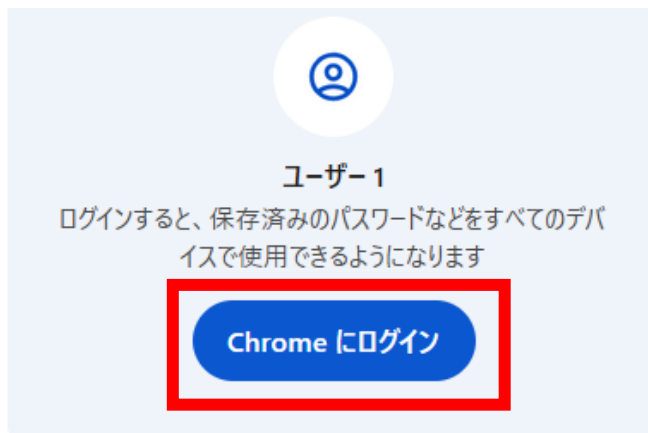 ユーザー 1
ログインすると、保存済みのパスワードなどをすべてのデバ
イスで使用できるようになります
Chrome にログイン